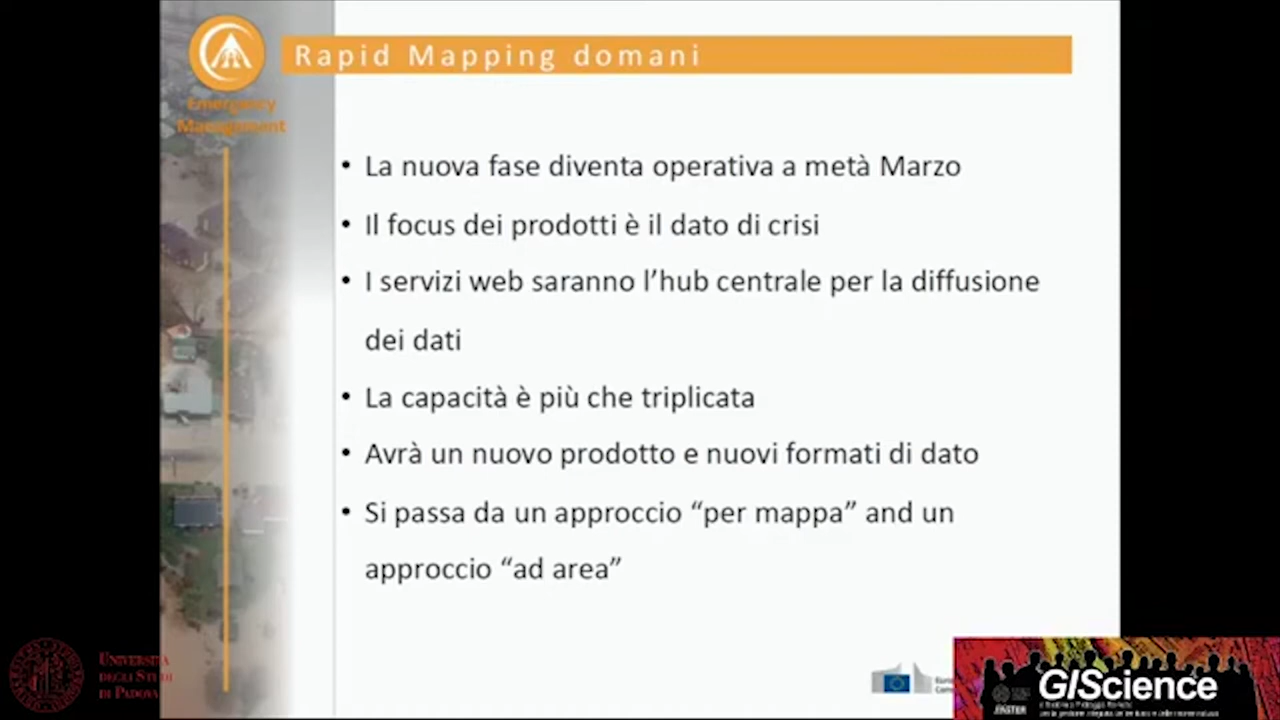 Rapid Mapping domani
Emergency
Management
• La nuova fase diventa operativa a metà Marzo
• Il focus dei prodotti è il dato di crisi
• I servizi web saranno l’hub centrale per la diffusione
dei dati
• La capacità è più che triplicata
• Avrà un nuovo prodotto e nuovi formati di dato
• Si passa da un approccio “per mappa” and un
approccio “ad area”
UNIVERSITÀ
DEGLI STUDI
DI PADOVA
GIScience
MASTER